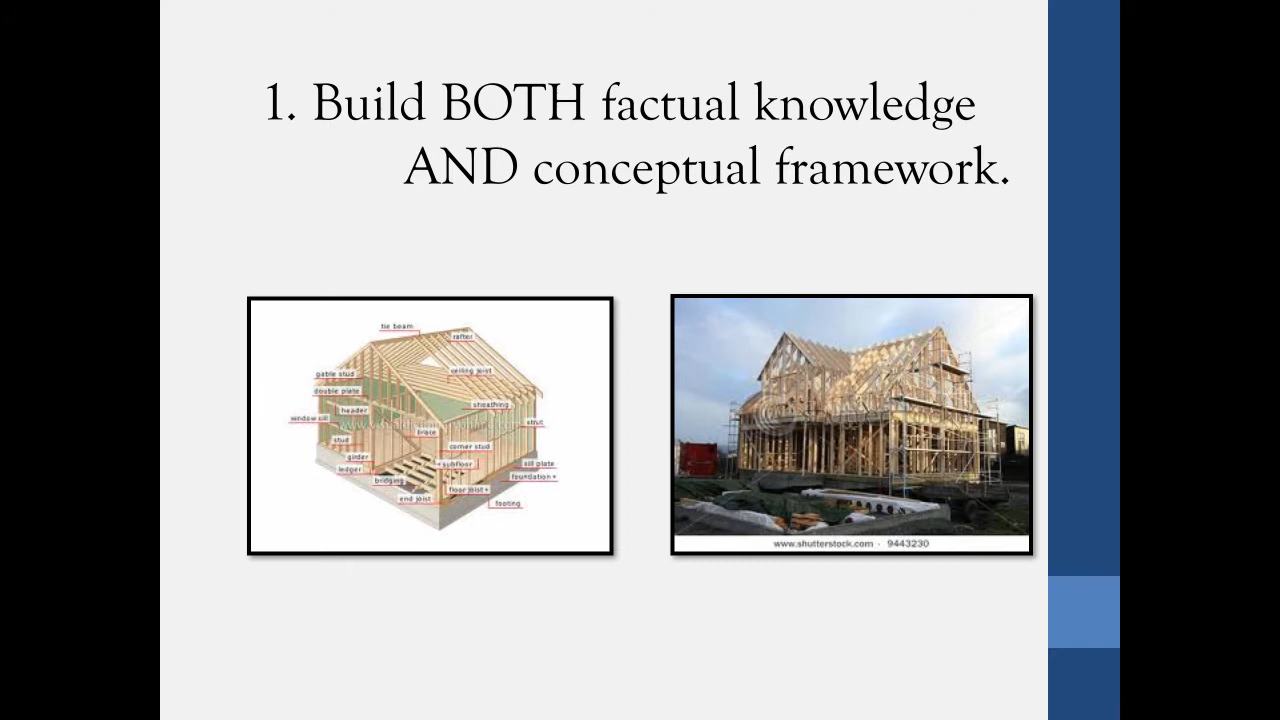 1. Build BOTH factual knowledge
AND conceptual framework.
tie beam
rafter
gable stud
ceiling joist
double plate
sheathing
header
window sill
strut
brace
stud
corner stud
girder
subfloor
sill plate
ledger
foundation
bridging
floor joist
end joist
footing
www.shutterstock.com · 9443230